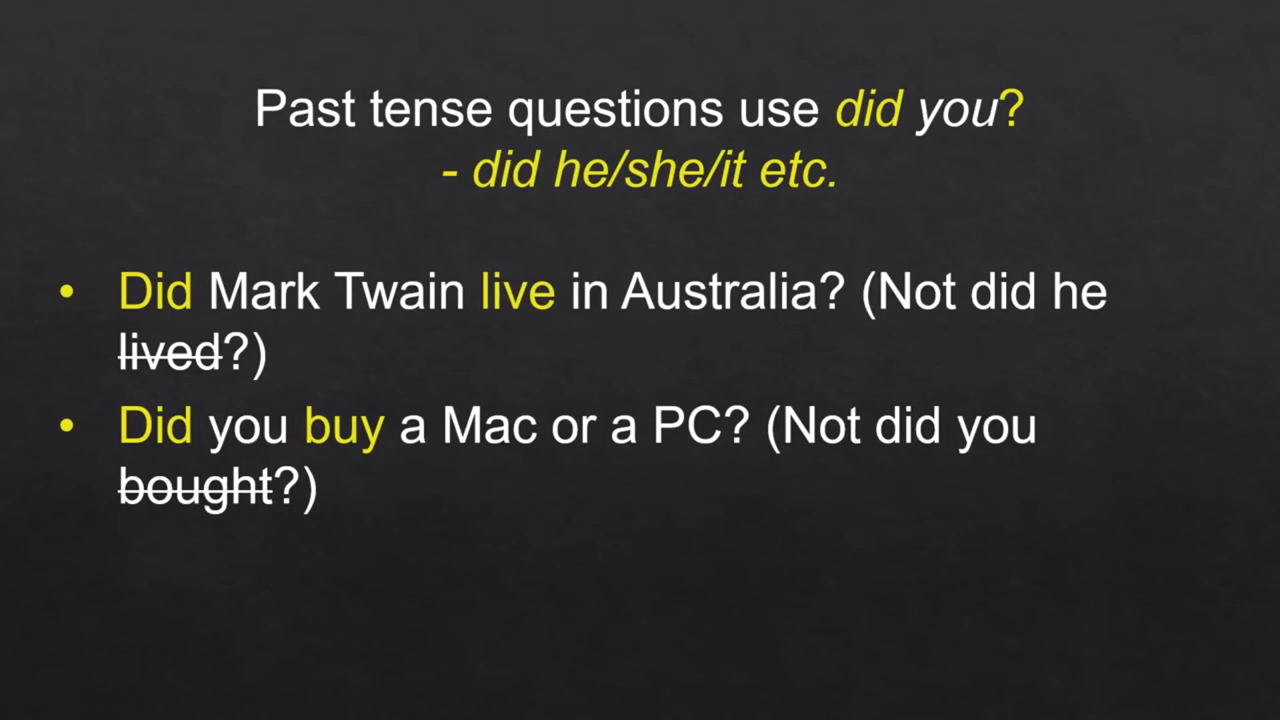 Past tense questions use did you?
- did he/she/it etc.
• Did Mark Twain live in Australia? (Not did he
lived?)
• Did you buy a Mac or a PC? (Not did you
bought?)